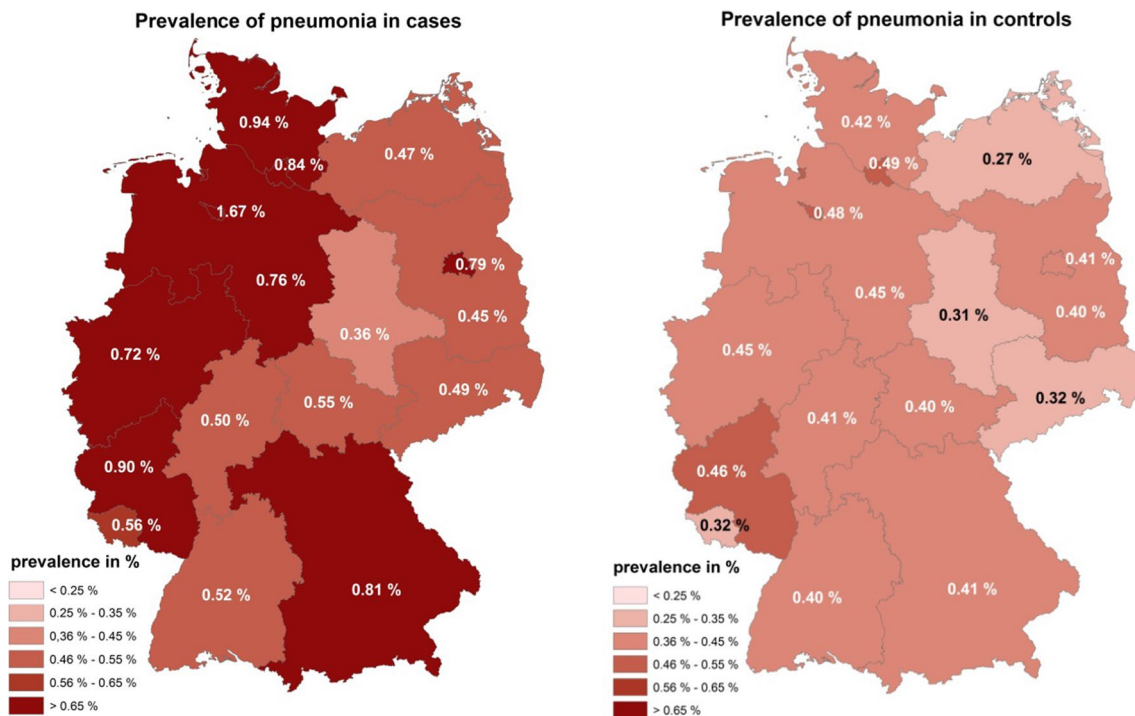 Prevalence of pneumonia in cases
0.94 %
0.84 %
0.47 %
1.67 %
0.79 %
0.76 %
0.45 %
0.36 %
0.72 %
0.49 %
0.55 %
0.50 %
0.90 %
0.56 %
0.52 %
0.81 %
prevalence in %
< 0.25 %
0.25 % - 0.35 %
0,36 % - 0.45 %
0.46 % - 0.55 %
0.56 % - 0.65 %
> 0.65 %
Prevalence of pneumonia in controls
0.42 %
0.49 %
0.27 %
0.48 %
0.41 %
0.45 %
0.40 %
0.31 %
0.45 %
0.32 %
0.40 %
0.41 %
0.46 %
0.32 %
0.40 %
0.41 %
prevalence in %
< 0.25 %
0.25 % - 0.35 %
0.36 % - 0.45 %
0.46 % - 0.55 %
0.56 % - 0.65 %
> 0.65 %